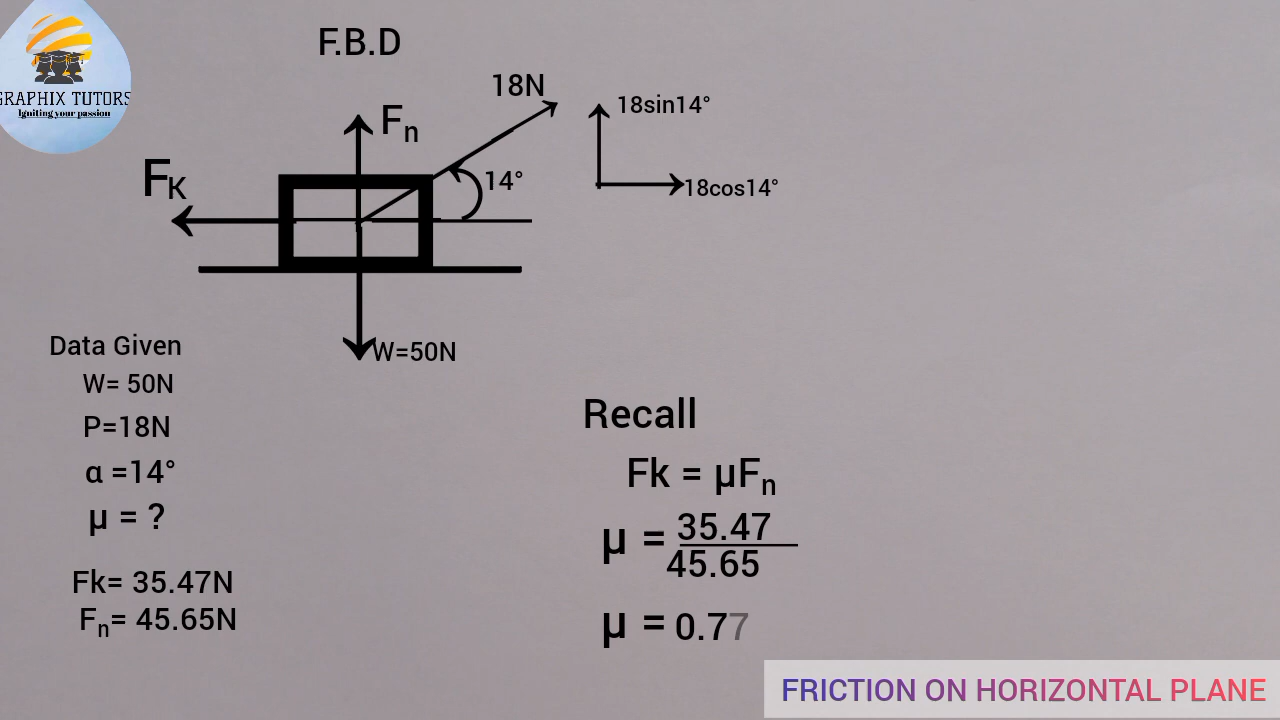 GRAPHIX TUTORS
Igniting your passion
F.B.D
18N
Fn
18sin14°
FK
14°
18cos14°
W=50N
Data Given
W= 50N
P=18N
α =14°
μ = ?
Fk= 35.47N
Fn= 45.65N
Recall
Fk = μFn
μ = 35.47
45.65
μ = 0.77
FRICTION ON HORIZONTAL PLANE